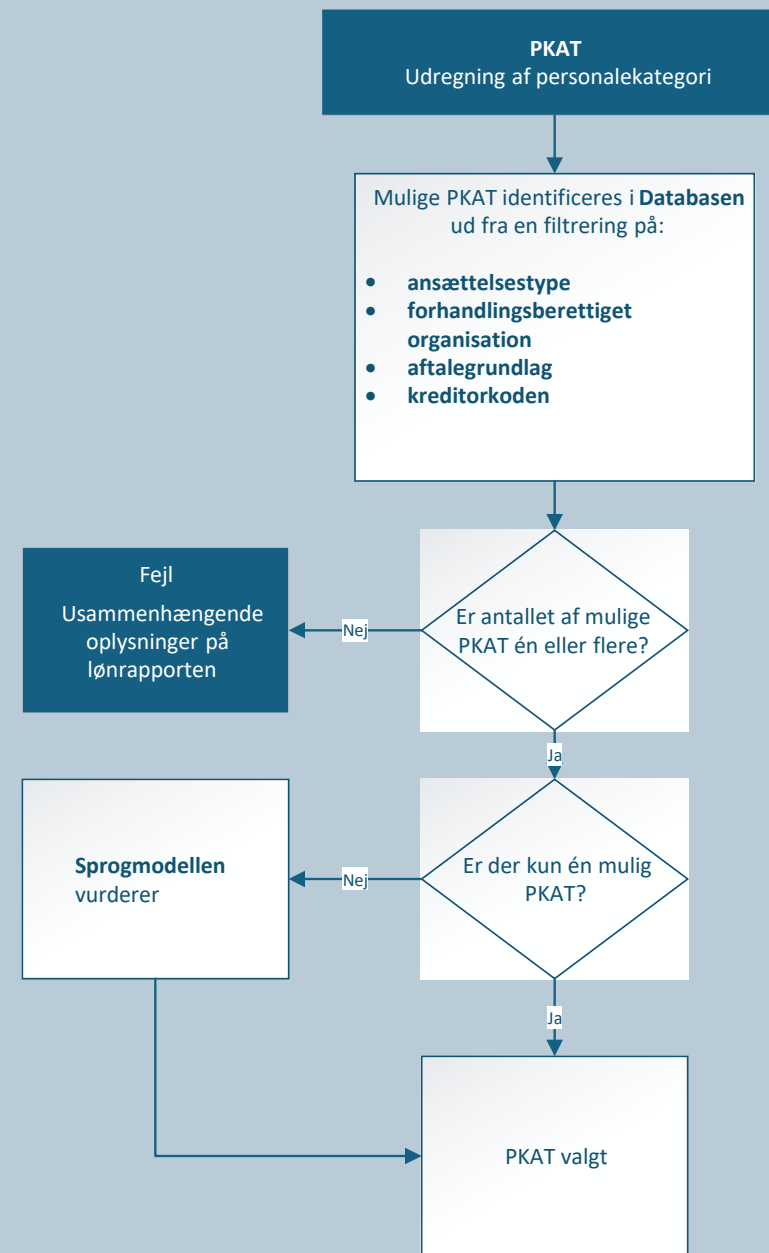 PKAT
Udregning af personalekategori
Mulige PKAT identificeres i Databasen
ud fra en filtrering på:
• ansættelsestype
• forhandlingsberettiget
organisation
• aftalegrundlag
• kreditorkoden
Er antallet af mulige
PKAT én eller flere?
Nej
Fejl
Usammenhængende
oplysninger på
lønrapporten
Ja
Er der kun én mulig
PKAT?
Nej
Sprogmodellen
vurderer
Ja
PKAT valgt